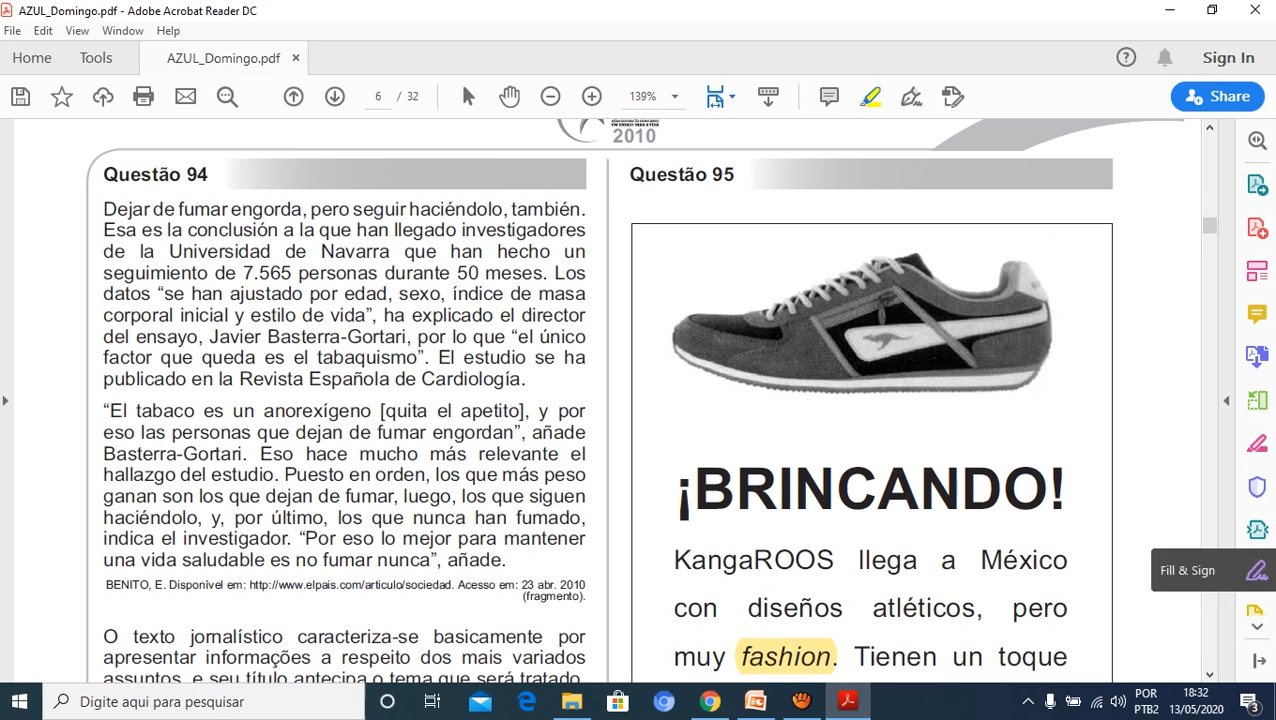 AZUL_Domingo.pdf - Adobe Acrobat Reader DC
File Edit View Window Help
Home Tools AZUL_Domingo.pdf × Sign In
6 / 32 139% Share
2010
Questão 94
Dejar de fumar engorda, pero seguir haciéndolo, también.
Esa es la conclusión a la que han llegado investigadores
de la Universidad de Navarra que han hecho un
seguimiento de 7.565 personas durante 50 meses. Los
datos “se han ajustado por edad, sexo, índice de masa
corporal inicial y estilo de vida”, ha explicado el director
del ensayo, Javier Basterra-Gortari, por lo que “el único
factor que queda es el tabaquismo”. El estudio se ha
publicado en la Revista Española de Cardiología.
“El tabaco es un anorexígeno [quita el apetito], y por
eso las personas que dejan de fumar engordan”, añade
Basterra-Gortari. Eso hace mucho más relevante el
hallazgo del estudio. Puesto en orden, los que más peso
ganan son los que dejan de fumar, luego, los que siguen
haciéndolo, y, por último, los que nunca han fumado,
indica el investigador. “Por eso lo mejor para mantener
una vida saludable es no fumar nunca”, añade.
BENITO, E. Disponível em: http://www.elpais.com/articulo/sociedad. Acesso em: 23 abr. 2010
(fragmento).
O texto jornalístico caracteriza-se basicamente por
apresentar informações a respeito dos mais variados
assuntos, e seu título antecipa o tema que será tratado.
Questão 95
¡BRINCANDO!
KangaROOS llega a México
con diseños atléticos, pero
muy fashion. Tienen un toque
Fill & Sign
Digite aqui para pesquisar
POR
PTB2
18:32
13/05/2020
3